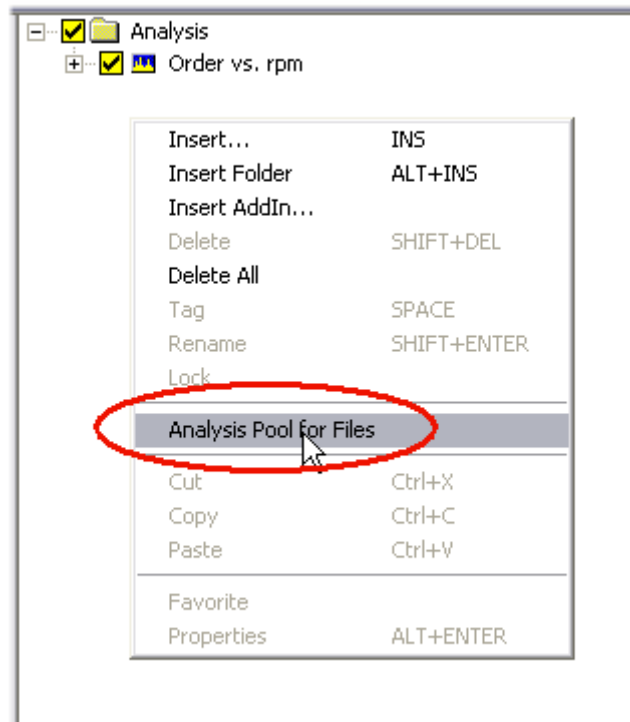 Analysis
Order vs. rpm
Insert... INS
Insert Folder ALT+INS
Insert AddIn...
Delete SHIFT+DEL
Delete All
Tag SPACE
Rename SHIFT+ENTER
Lock
Analysis Pool for Files
Cut Ctrl+X
Copy Ctrl+C
Paste Ctrl+V
Favorite
Properties ALT+ENTER